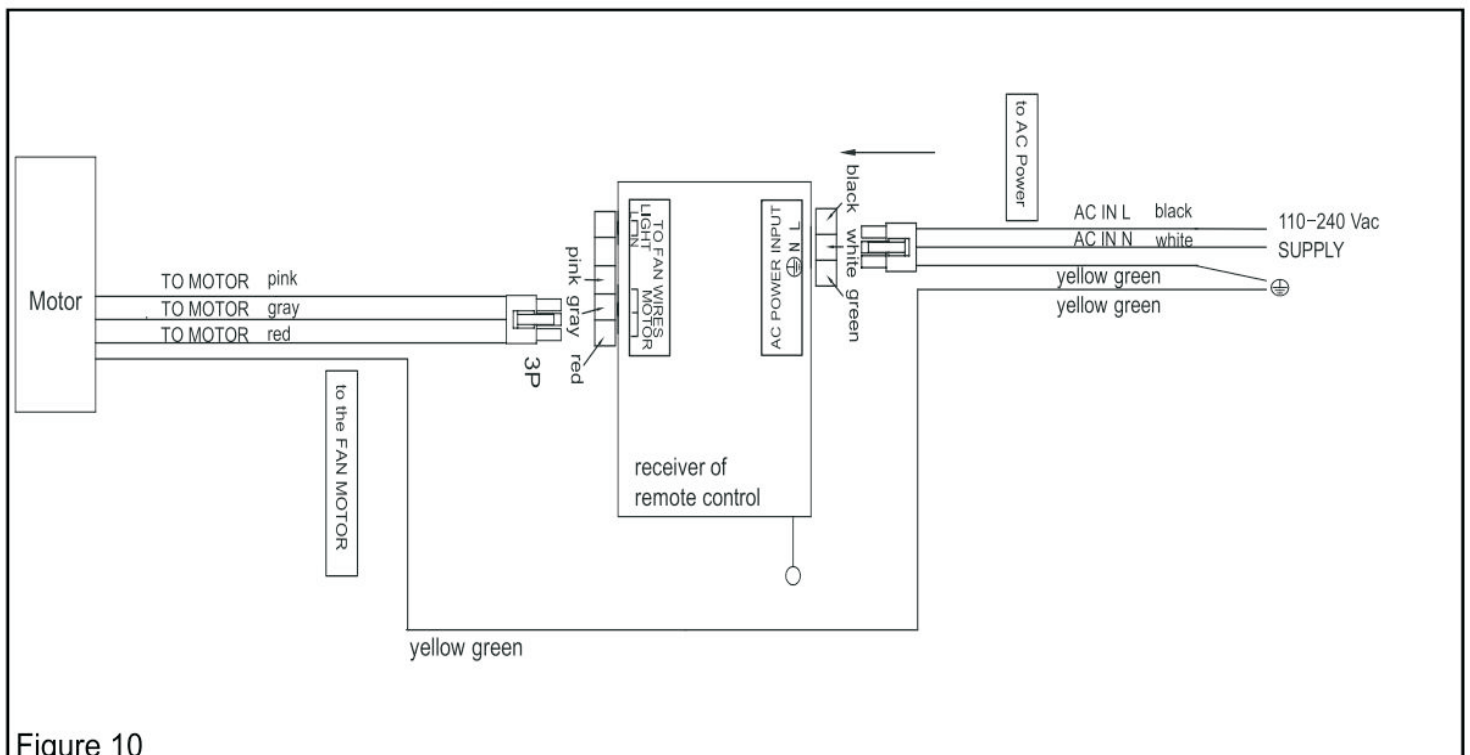 to AC Power
AC IN L black
AC IN N white
110-240 Vac
SUPPLY
yellow green
yellow green
black
white
green
L N
AC POWER INPUT
TO FAN WIRES
LIGHT MOTOR
L N
pink
gray
red
Motor
TO MOTOR pink
TO MOTOR gray
TO MOTOR red
3P
to the FAN MOTOR
receiver of
remote control
yellow green
Figure 10